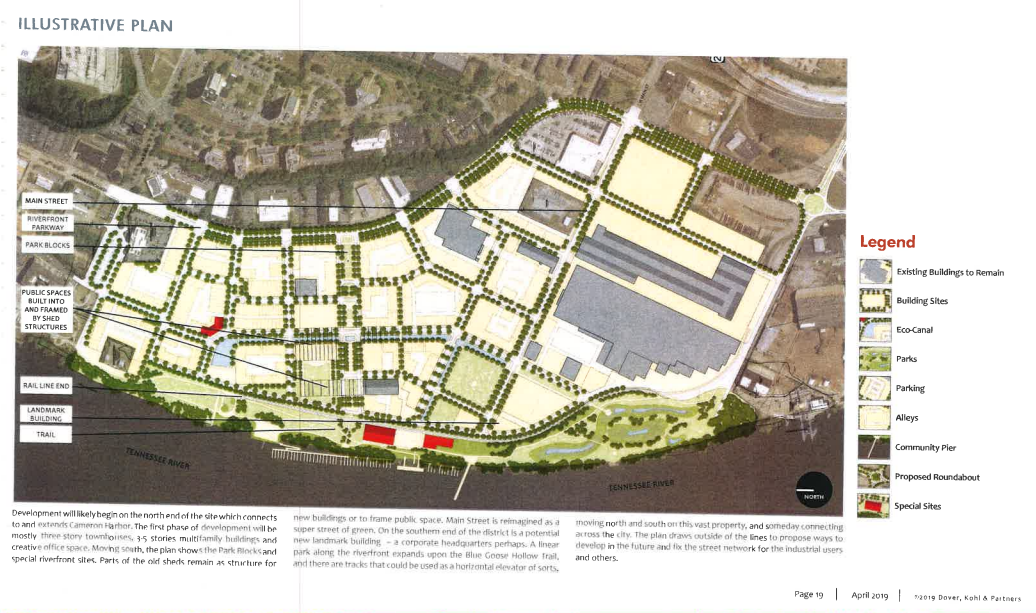 ILLUSTRATIVE PLAN
MAIN STREET
RIVERFRONT
PARKWAY
PARK BLOCKS
PUBLIC SPACES
BUILT INTO
AND FRAMED
BY SHED
STRUCTURES
RAIL LINE END
LANDMARK
BUILDING
TRAIL
TENNESSEE RIVER
TENNESSEE RIVER
NORTH
Legend
Existing Buildings to Remain
Building Sites
Eco-Canal
Parks
Parking
Alleys
Community Pier
Proposed Roundabout
Special Sites
Development will likely begin on the north end of the site which connects
to and extends Cameron Harbor. The first phase of development will be
mostly three story townhouses, 3-5 stories multifamily buildings and
creative office space. Moving south, the plan shows the Park Blocks and
special riverfront sites. Parts of the old sheds remain as structure for
new buildings or to frame public space. Main Street is reimagined as a
super street of green. On the southern end of the district is a potential
new landmark building – a corporate headquarters perhaps. A linear
park along the riverfront expands upon the Blue Goose Hollow Trail,
and there are tracks that could be used as a horizontal elevator of sorts,
moving north and south on this vast property, and someday connecting
across the city. The plan draws outside of the lines to propose ways to
develop in the future and fix the street network for the industrial users
and others.
Page 19 | April 2019 | ©2019 Dover, Kohl & Partners